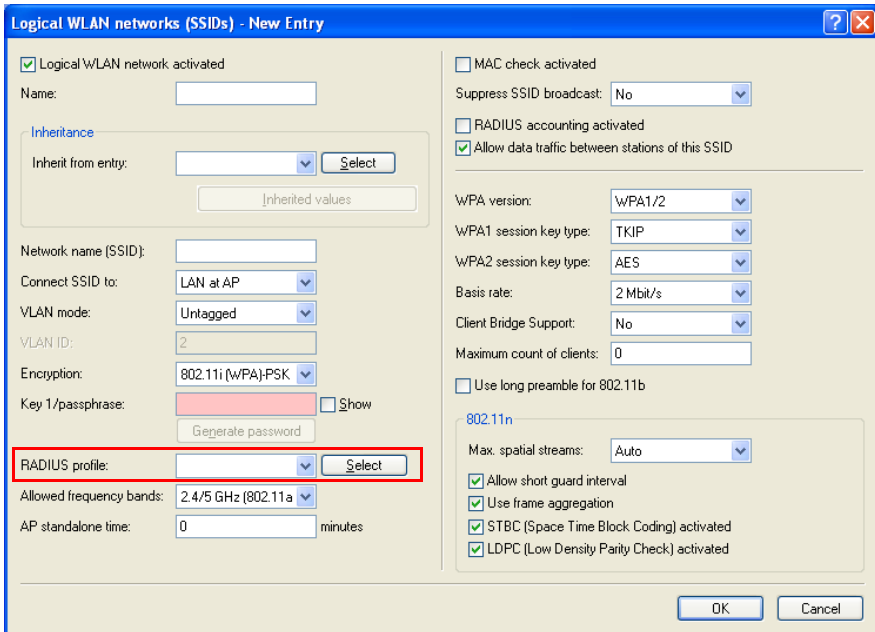 Logical WLAN networks (SSIDs) - New Entry
Logical WLAN network activated
Name:
Inheritance
Inherit from entry:
Select
Inherited values
Network name (SSID):
Connect SSID to: LAN at AP
VLAN mode: Untagged
VLAN ID: 2
Encryption: 802.11i (WPA)-PSK
Key 1/passphrase:
Show
Generate password
RADIUS profile:
Select
Allowed frequency bands: 2.4/5 GHz (802.11a
AP standalone time: 0 minutes
MAC check activated
Suppress SSID broadcast: No
RADIUS accounting activated
Allow data traffic between stations of this SSID
WPA version: WPA1/2
WPA1 session key type: TKIP
WPA2 session key type: AES
Basis rate: 2 Mbit/s
Client Bridge Support: No
Maximum count of clients: 0
Use long preamble for 802.11b
802.11n
Max. spatial streams: Auto
Allow short guard interval
Use frame aggregation
STBC (Space Time Block Coding) activated
LDPC (Low Density Parity Check) activated
OK
Cancel